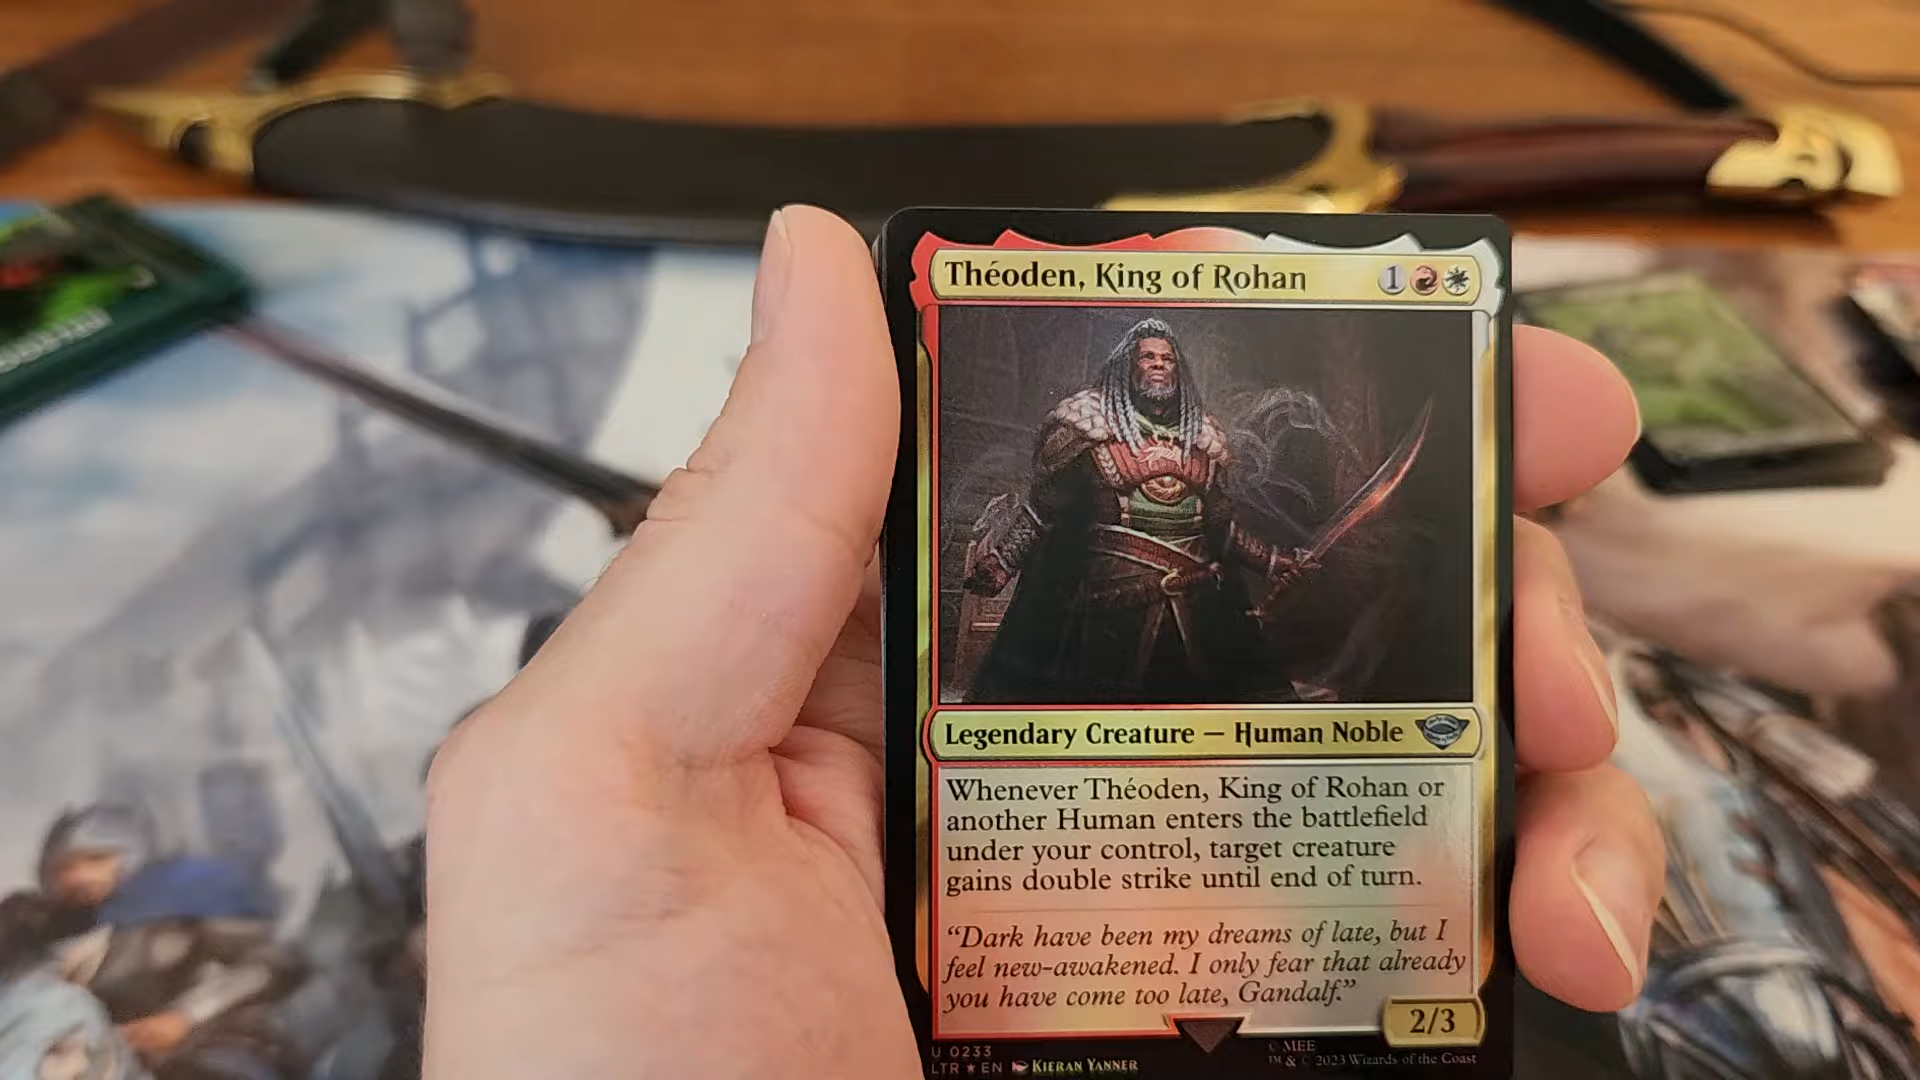 Théoden, King of Rohan 1
Legendary Creature — Human Noble
Whenever Théoden, King of Rohan or
another Human enters the battlefield
under your control, target creature
gains double strike until end of turn.
“Dark have been my dreams of late, but I
feel new-awakened. I only fear that already
you have come too late, Gandalf.”
2/3
U 0233
LTR ★ EN KIERAN YANNER
© MEE
™ & © 2023 Wizards of the Coast